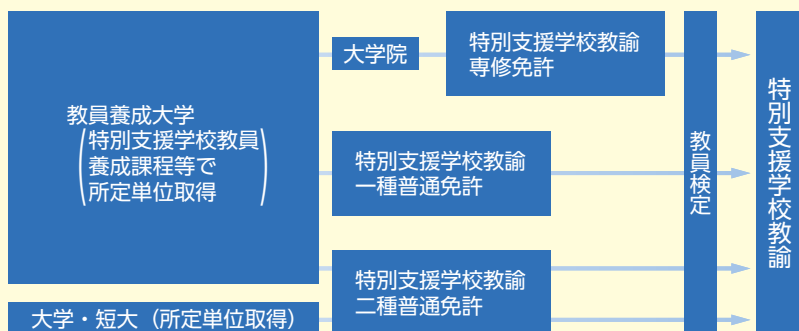 教員養成大学
(特別支援学校教員
養成課程等で
所定単位取得)
大学・短大（所定単位取得）
大学院
特別支援学校教諭
専修免許
特別支援学校教諭
一種普通免許
特別支援学校教諭
二種普通免許
教員検定
特別支援学校教諭